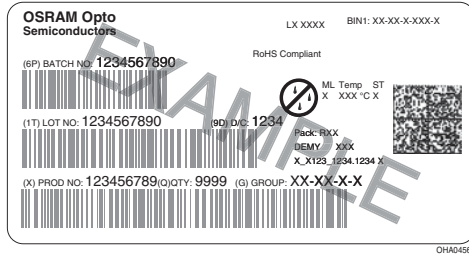 OSRAM Opto
Semiconductors
LX XXXX
BIN1: XX-XX-X-XXX-X
RoHS Compliant
(6P) BATCH NO: 1234567890
ML Temp ST
X XXX °C X
(1T) LOT NO: 1234567890 (9D) D/C: 1234
Pack: RXX
DEMY XXX
X_X123_1234.1234 X
(X) PROD NO: 123456789(Q)QTY: 9999 (G) GROUP: XX-XX-X-X
EXAMPLE
OHA04563